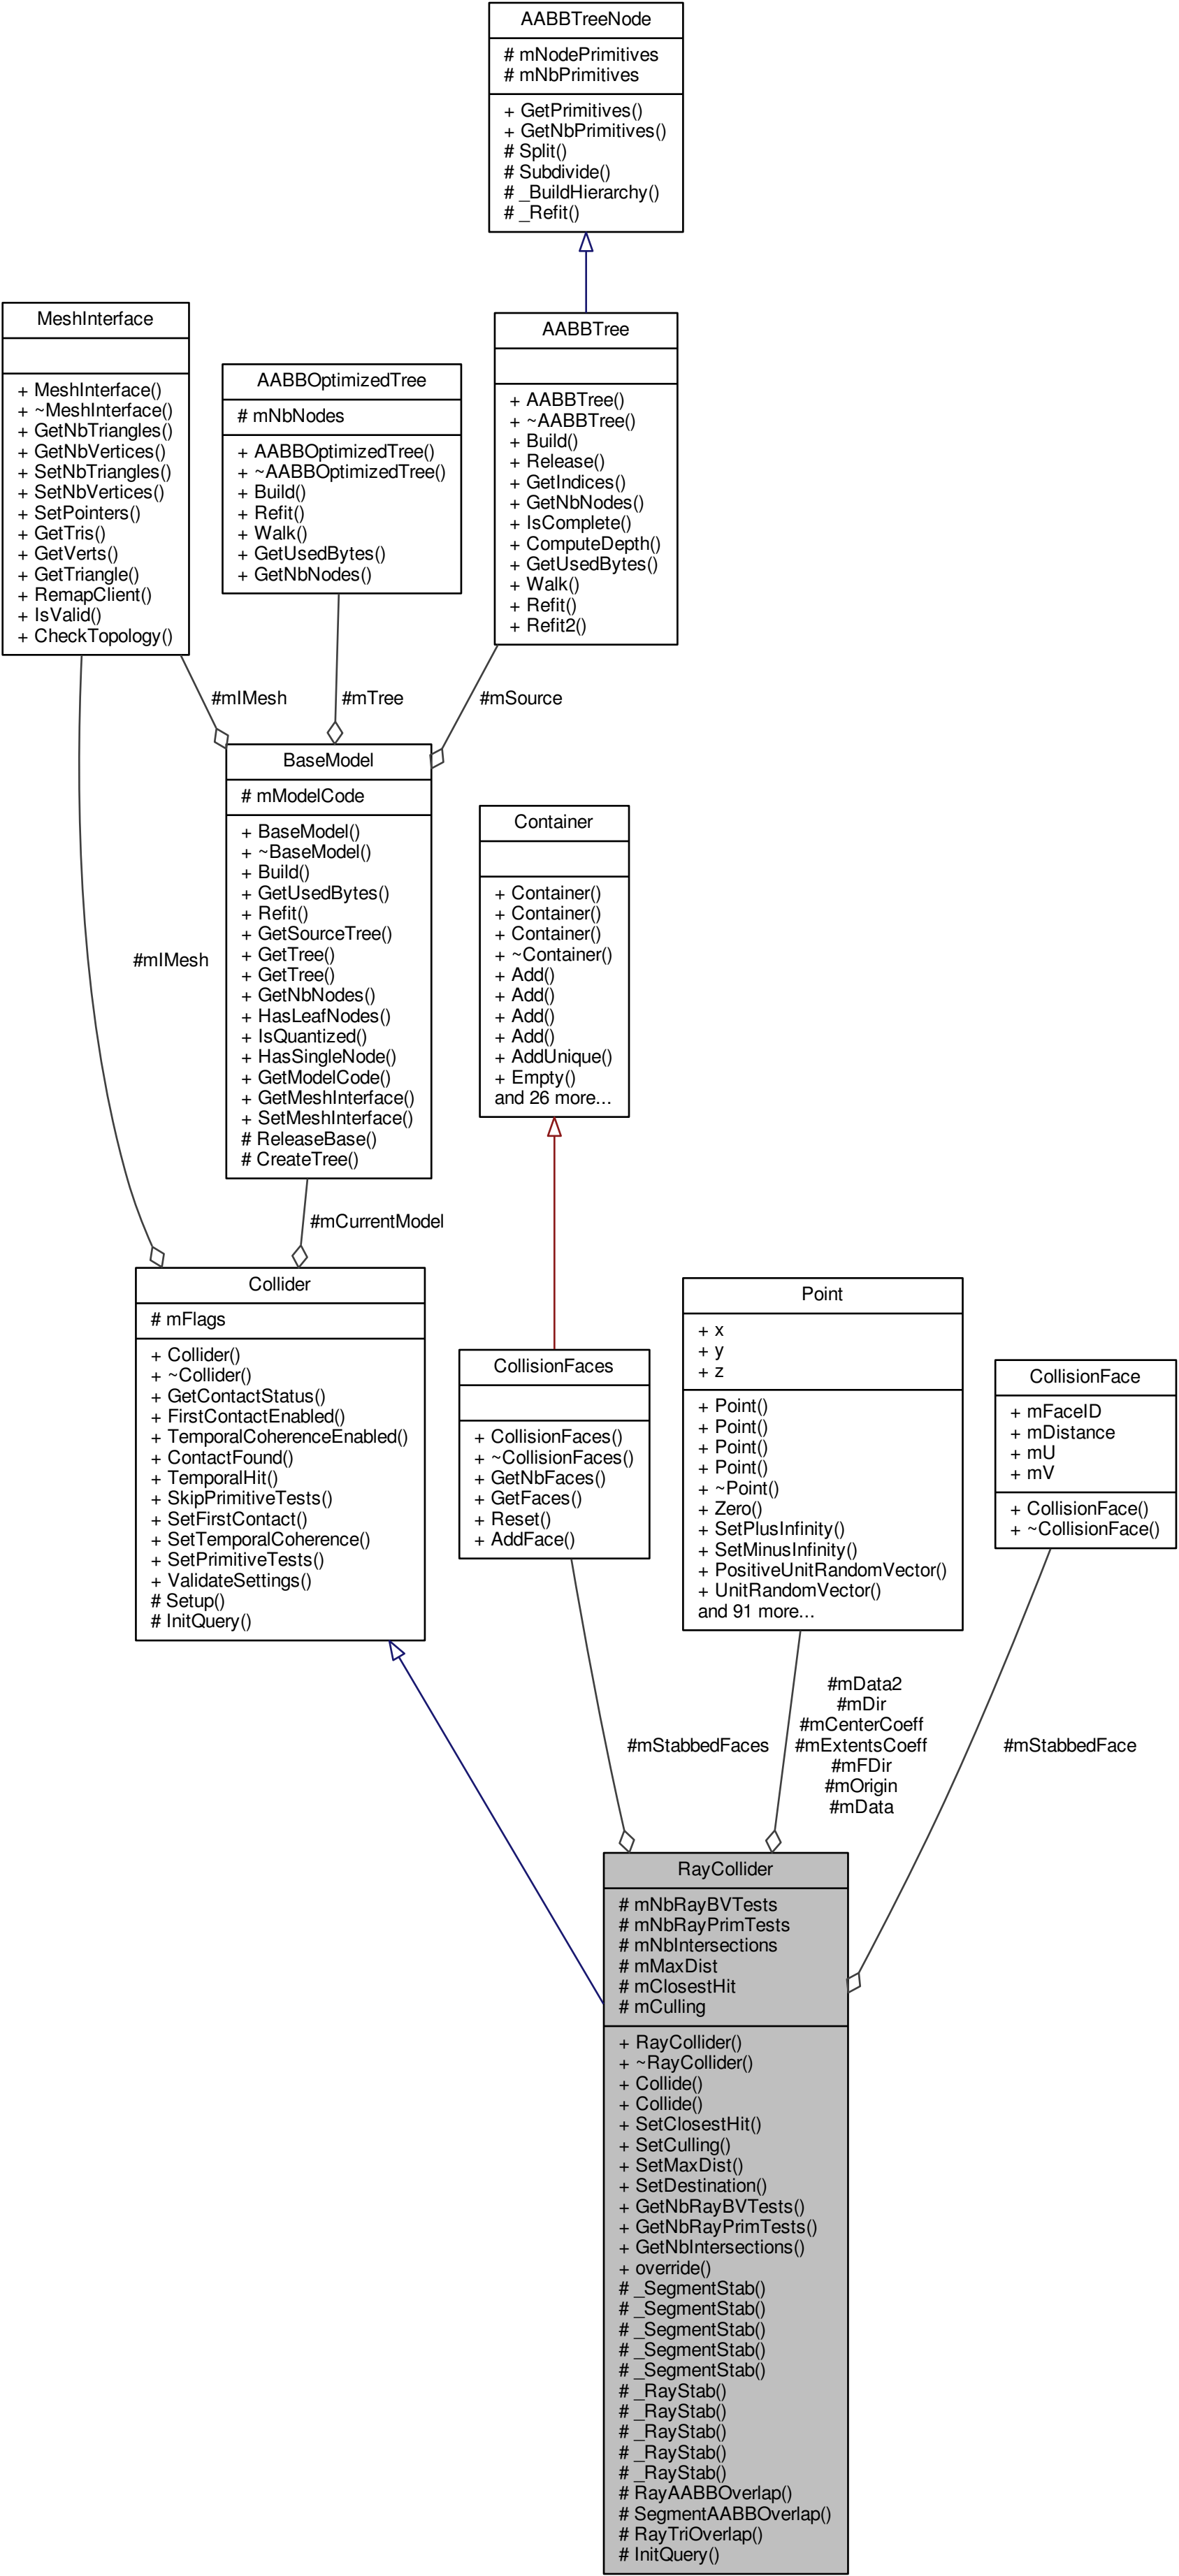 AABBTreeNode
# mNodePrimitives
# mNbPrimitives
+ GetPrimitives()
+ GetNbPrimitives()
# Split()
# Subdivide()
# _BuildHierarchy()
# _Refit()
MeshInterface
+ MeshInterface()
+ ~MeshInterface()
+ GetNbTriangles()
+ GetNbVertices()
+ SetNbTriangles()
+ SetNbVertices()
+ SetPointers()
+ GetTris()
+ GetVerts()
+ GetTriangle()
+ RemapClient()
+ IsValid()
+ CheckTopology()
AABBOptimizedTree
# mNbNodes
+ AABBOptimizedTree()
+ ~AABBOptimizedTree()
+ Build()
+ Refit()
+ Walk()
+ GetUsedBytes()
+ GetNbNodes()
AABBTree
+ AABBTree()
+ ~AABBTree()
+ Build()
+ Release()
+ GetIndices()
+ GetNbNodes()
+ IsComplete()
+ ComputeDepth()
+ GetUsedBytes()
+ Walk()
+ Refit()
+ Refit2()
#mIMesh
#mTree
#mSource
BaseModel
# mModelCode
+ BaseModel()
+ ~BaseModel()
+ Build()
+ GetUsedBytes()
+ Refit()
+ GetSourceTree()
+ GetTree()
+ GetTree()
+ GetNbNodes()
+ HasLeafNodes()
+ IsQuantized()
+ HasSingleNode()
+ GetModelCode()
+ GetMeshInterface()
+ SetMeshInterface()
# ReleaseBase()
# CreateTree()
Container
+ Container()
+ Container()
+ Container()
+ ~Container()
+ Add()
+ Add()
+ Add()
+ Add()
+ AddUnique()
+ Empty()
and 26 more...
#mIMesh
#mCurrentModel
Collider
# mFlags
+ Collider()
+ ~Collider()
+ GetContactStatus()
+ FirstContactEnabled()
+ TemporalCoherenceEnabled()
+ ContactFound()
+ TemporalHit()
+ SkipPrimitiveTests()
+ SetFirstContact()
+ SetTemporalCoherence()
+ SetPrimitiveTests()
+ ValidateSettings()
# Setup()
# InitQuery()
CollisionFaces
+ CollisionFaces()
+ ~CollisionFaces()
+ GetNbFaces()
+ GetFaces()
+ Reset()
+ AddFace()
Point
+ x
+ y
+ z
+ Point()
+ Point()
+ Point()
+ Point()
+ ~Point()
+ Zero()
+ SetPlusInfinity()
+ SetMinusInfinity()
+ PositiveUnitRandomVector()
+ UnitRandomVector()
and 91 more...
CollisionFace
+ mFaceID
+ mDistance
+ mU
+ mV
+ CollisionFace()
+ ~CollisionFace()
#mStabbedFaces
#mData2
#mDir
#mCenterCoeff
#mExtentsCoeff
#mFDir
#mOrigin
#mData
#mStabbedFace
RayCollider
# mNbRayBVTests
# mNbRayPrimTests
# mNbIntersections
# mMaxDist
# mClosestHit
# mCulling
+ RayCollider()
+ ~RayCollider()
+ Collide()
+ Collide()
+ SetClosestHit()
+ SetCulling()
+ SetMaxDist()
+ SetDestination()
+ GetNbRayBVTests()
+ GetNbRayPrimTests()
+ GetNbIntersections()
+ override()
# _SegmentStab()
# _SegmentStab()
# _SegmentStab()
# _SegmentStab()
# _SegmentStab()
# _RayStab()
# _RayStab()
# _RayStab()
# _RayStab()
# _RayStab()
# RayAABBOverlap()
# SegmentAABBOverlap()
# RayTriOverlap()
# InitQuery()